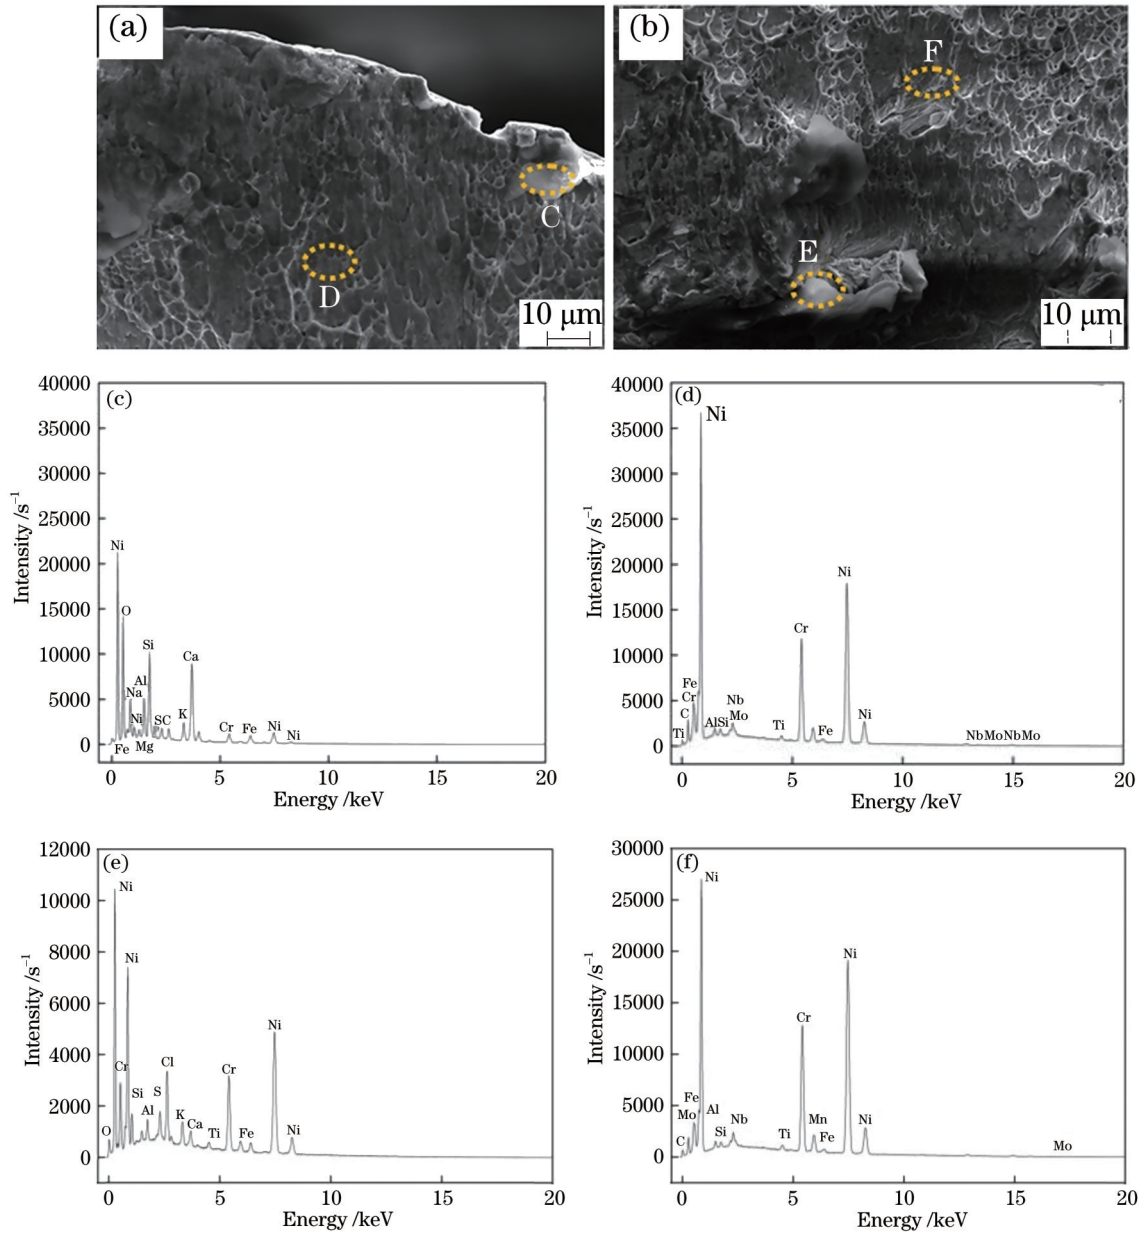 (a)
C
D
10 μm
(b)
F
E
10 μm
(c)
40000
35000
30000
25000
20000
15000
10000
5000
0
Intensity /s⁻¹
Ni
O
Si
Ca
Al
Na
Ni
SC
K
Cr
Fe
Ni
Ni
Fe
Mg
0 5 10 15 20
Energy /keV
(d)
40000
35000
30000
25000
20000
15000
10000
5000
0
Intensity /s⁻¹
Ni
Ni
Cr
Fe
Cr
C
Ti
Nb
Mo
AlSi
Ti
Fe
Ni
NbMoNbMo
0 5 10 15 20
Energy /keV
(e)
12000
10000
8000
6000
4000
2000
0
Intensity /s⁻¹
Ni
Ni
Ni
Cr
Cl
Cr
Si
S
Al
K
Ca
O
Ti
Fe
Ni
0 5 10 15 20
Energy /keV
(f)
30000
25000
20000
15000
10000
5000
0
Intensity /s⁻¹
Ni
Ni
Cr
Fe
Mo
Al
C
Si
Nb
Ti
Mn
Fe
Ni
Mo
0 5 10 15 20
Energy /keV